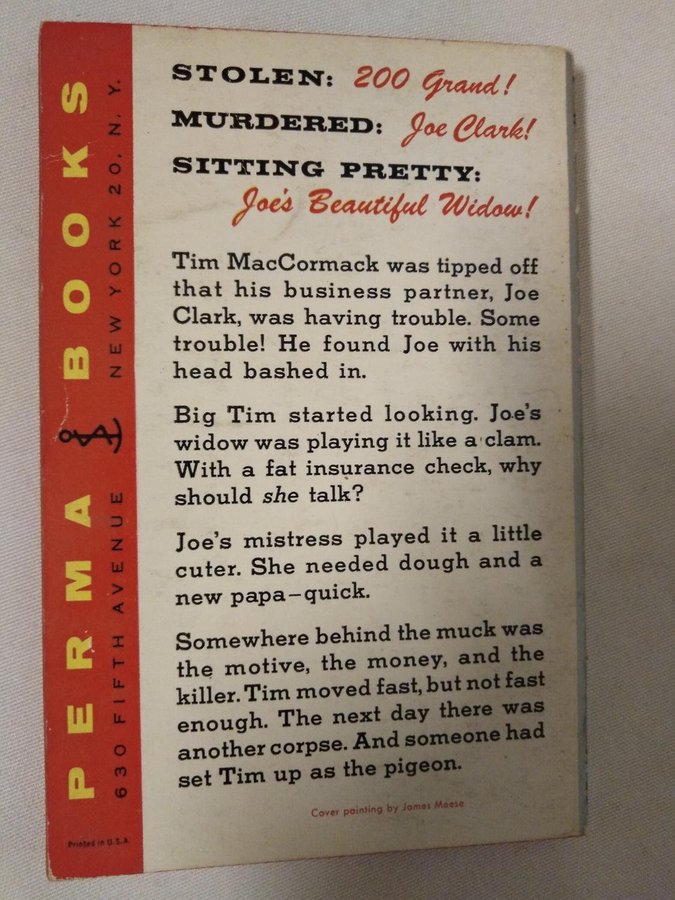 STOLEN: 200 Grand!
MURDERED: Joe Clark!
SITTING PRETTY:
Joe's Beautiful Widow!
Tim MacCormack was tipped off
that his business partner, Joe
Clark, was having trouble. Some
trouble! He found Joe with his
head bashed in.
Big Tim started looking. Joe's
widow was playing it like a clam.
With a fat insurance check, why
should she talk?
Joe's mistress played it a little
cuter. She needed dough and a
new papa–quick.
Somewhere behind the muck was
the motive, the money, and the
killer. Tim moved fast, but not fast
enough. The next day there was
another corpse. And someone had
set Tim up as the pigeon.
Cover painting by James Meese
PERMA BOOKS
630 FIFTH AVENUE NEW YORK 20, N. Y.
Printed in U.S.A.